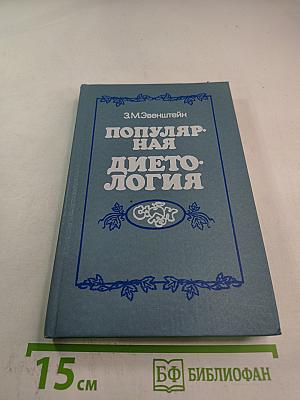 З.М.Эвенштейн
ПОПУЛЯР-
НАЯ
ДИЕТО-
ЛОГИЯ
15 см
БФ БИБЛИОФАН